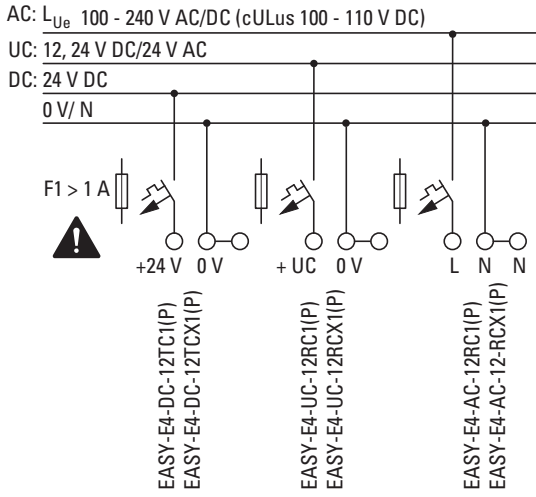 AC: LUe 100 - 240 V AC/DC (cULus 100 - 110 V DC)
UC: 12, 24 V DC/24 V AC
DC: 24 V DC
0 V/ N
F1 > 1 A
+24 V 0 V + UC 0 V L N N
EASY-E4-DC-12TC1(P)
EASY-E4-DC-12TCX1(P)
EASY-E4-UC-12RC1(P)
EASY-E4-UC-12RCX1(P)
EASY-E4-AC-12RC1(P)
EASY-E4-AC-12-RCX1(P)